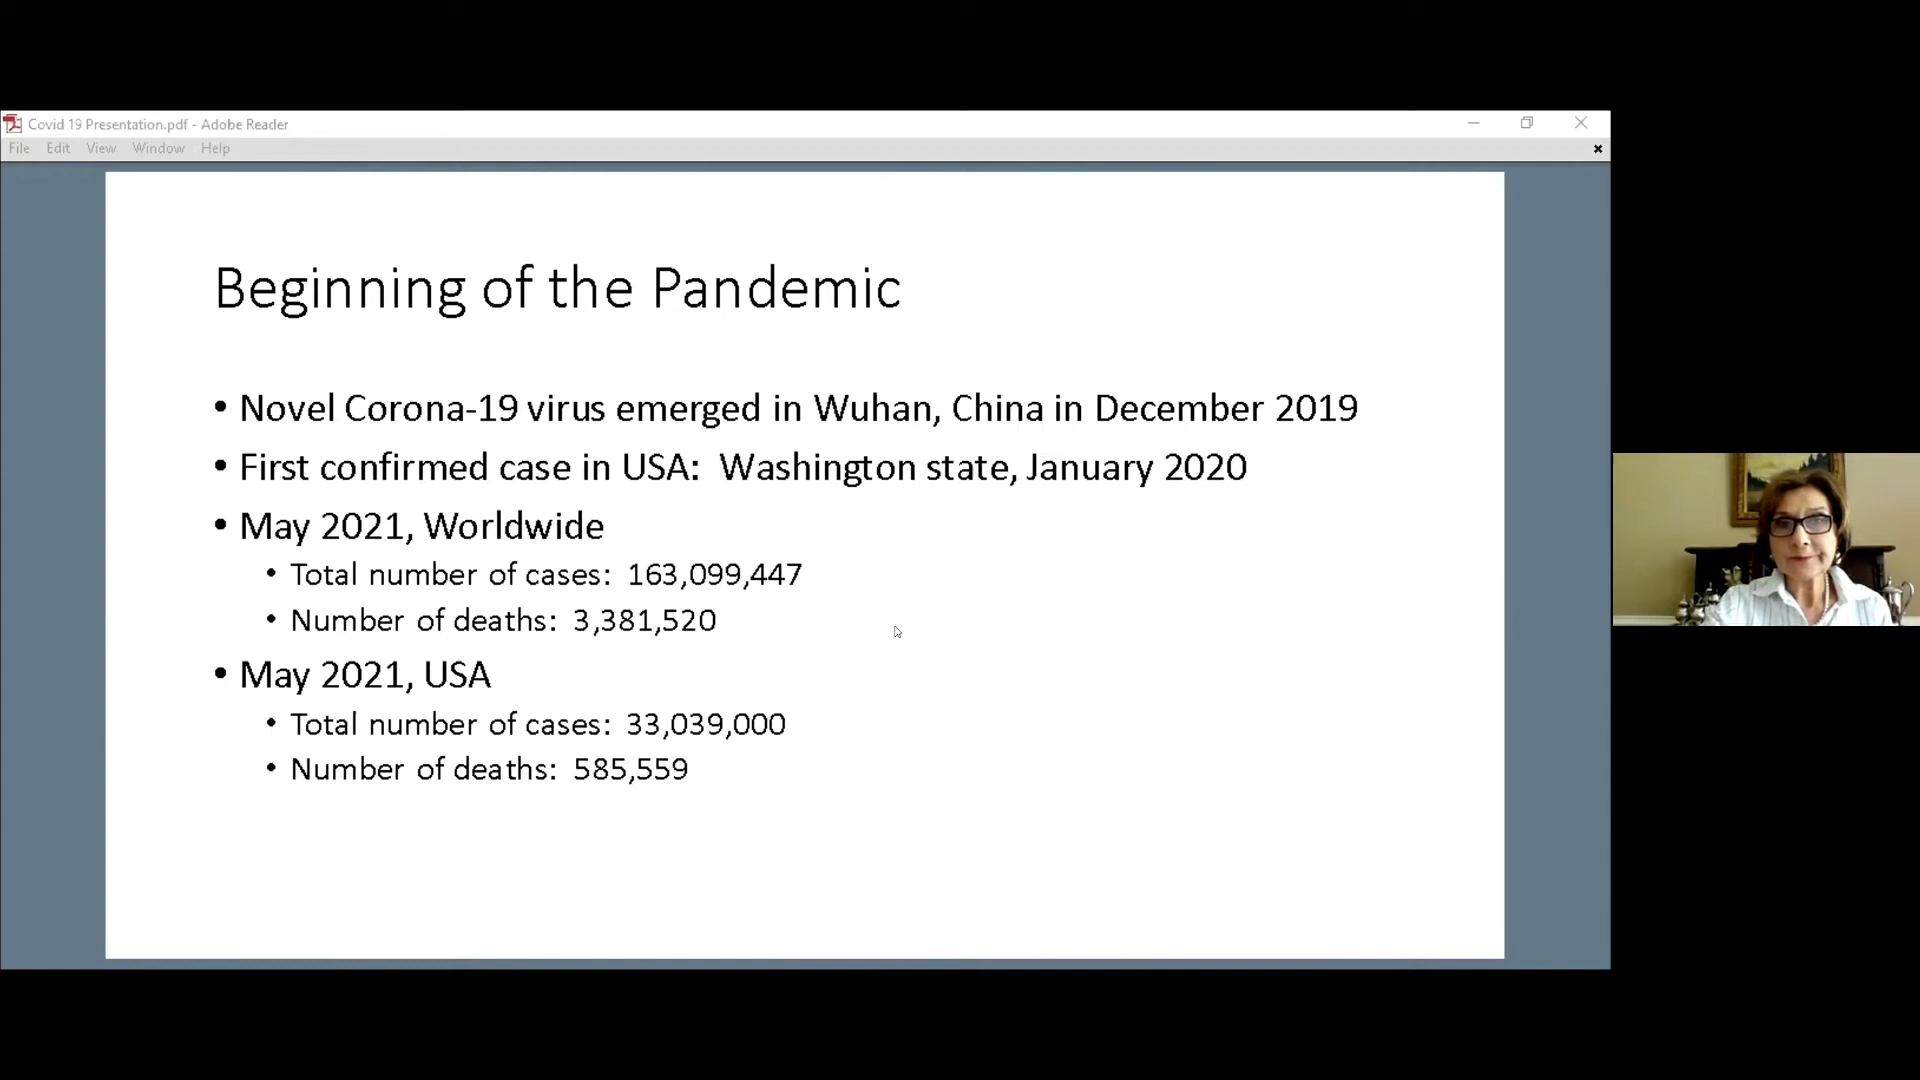 Covid 19 Presentation.pdf - Adobe Reader
File Edit View Window Help
Beginning of the Pandemic
• Novel Corona-19 virus emerged in Wuhan, China in December 2019
• First confirmed case in USA: Washington state, January 2020
• May 2021, Worldwide
• Total number of cases: 163,099,447
• Number of deaths: 3,381,520
• May 2021, USA
• Total number of cases: 33,039,000
• Number of deaths: 585,559